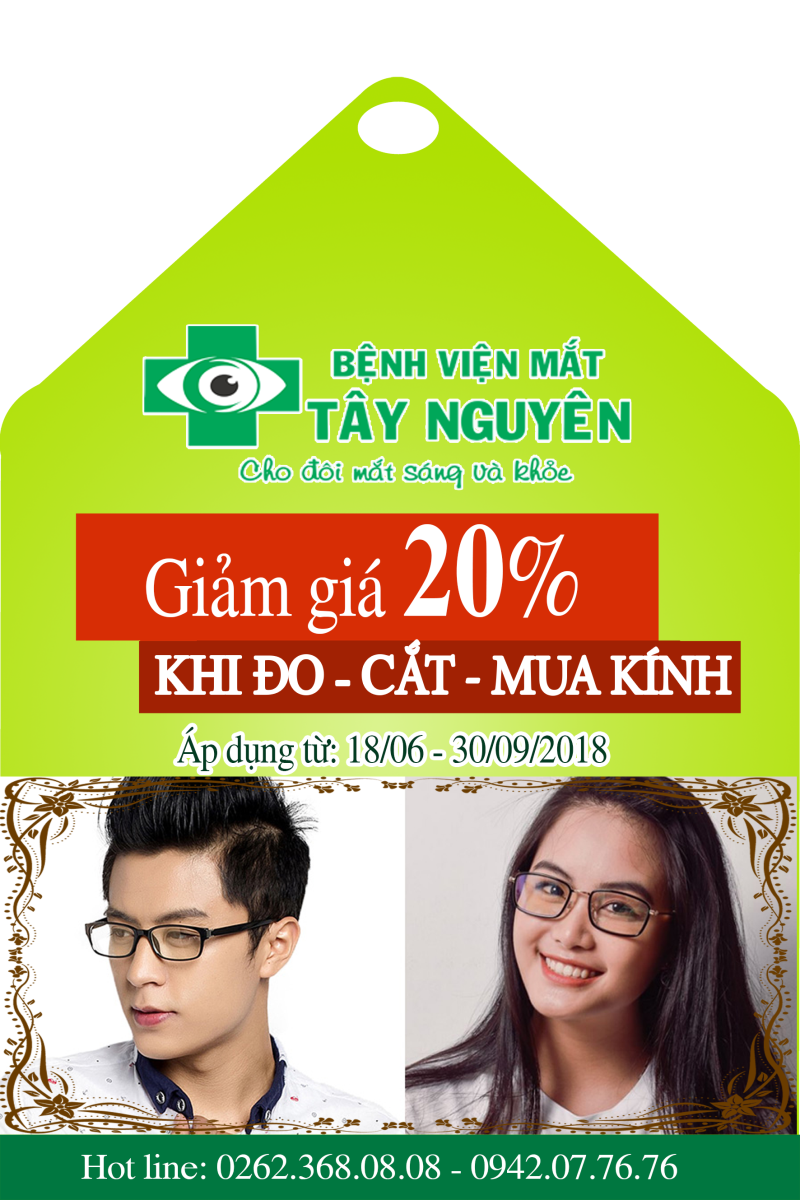 BỆNH VIỆN MẮT
TÂY NGUYÊN
Cho đôi mắt sáng và khỏe
Giảm giá 20%
KHI ĐO - CẮT - MUA KÍNH
Áp dụng từ: 18/06 - 30/09/2018
Hot line: 0262.368.08.08 - 0942.07.76.76